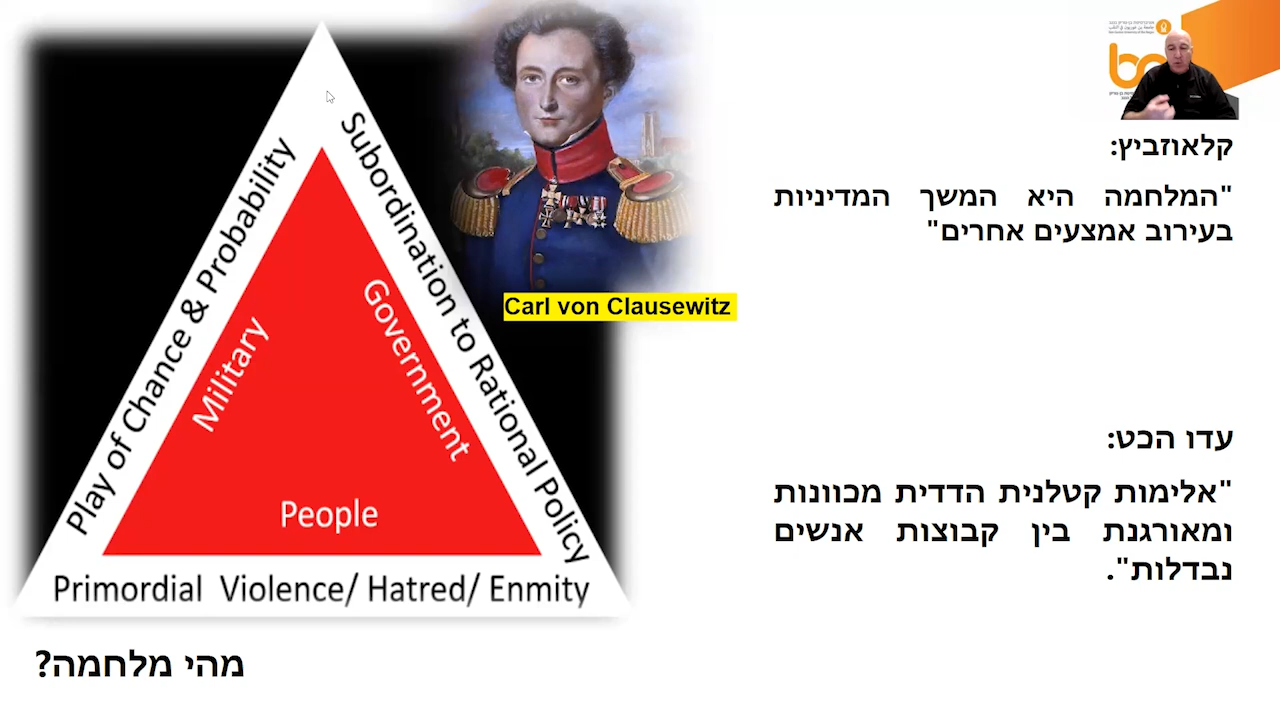 קלאוזביץ:
"המלחמה היא המשך המדיניות
בעירוב אמצעים אחרים"
עדו הכט:
"אלימות קטלנית הדדית מכוונות
ומאורגנת בין קבוצות אנשים
נבדלות".
Play of Chance & Probability
Subordination to Rational Policy
Military
Government
People
Primordial Violence/ Hatred/ Enmity
Carl von Clausewitz
מהי מלחמה?